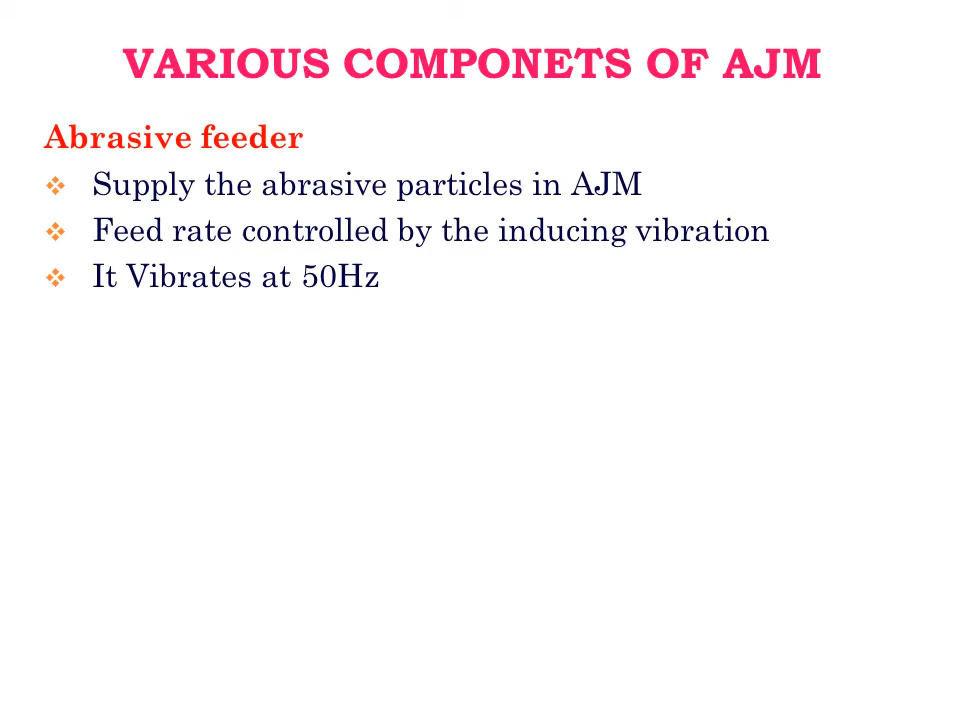 VARIOUS COMPONETS OF AJM
Abrasive feeder
❖ Supply the abrasive particles in AJM
❖ Feed rate controlled by the inducing vibration
❖ It Vibrates at 50Hz